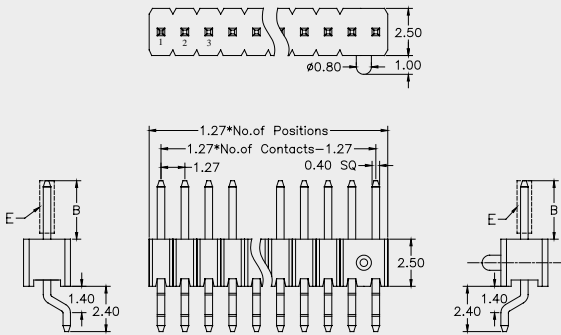 1 2 3
2.50
ø0.80
1.00
1.27*No.of Positions
1.27*No.of Contacts-1.27
1.27
0.40 SQ
E
B
2.50
1.40
2.40
E
B
1.40
2.40